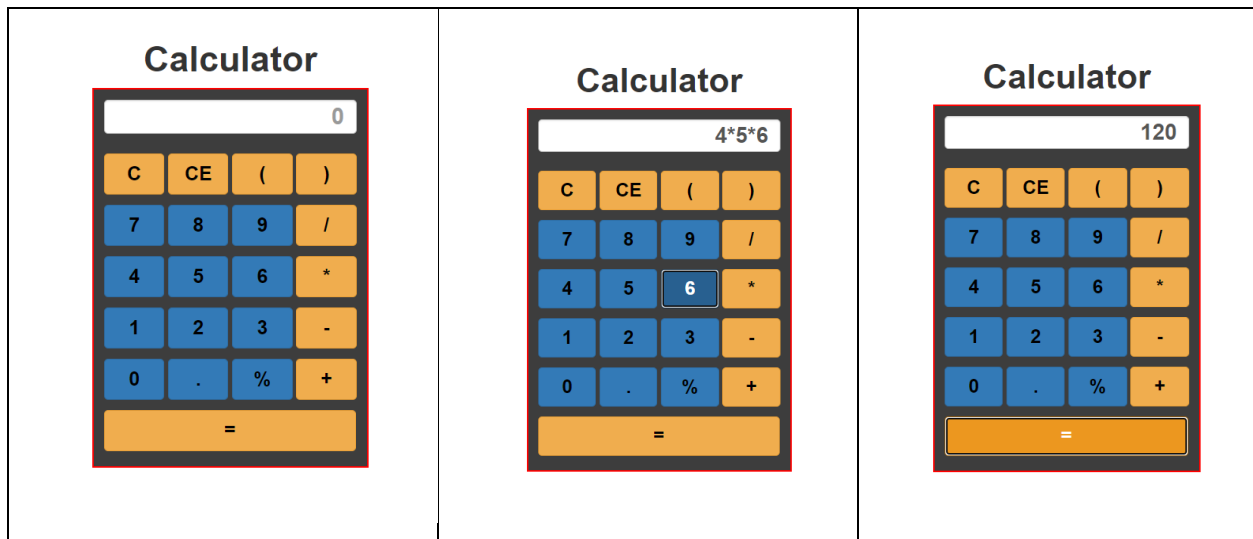 Calculator
0
C CE ( )
7 8 9 /
4 5 6 *
1 2 3 -
0 . % +
=
Calculator
4*5*6
C CE ( )
7 8 9 /
4 5 6 *
1 2 3 -
0 . % +
=
Calculator
120
C CE ( )
7 8 9 /
4 5 6 *
1 2 3 -
0 . % +
=